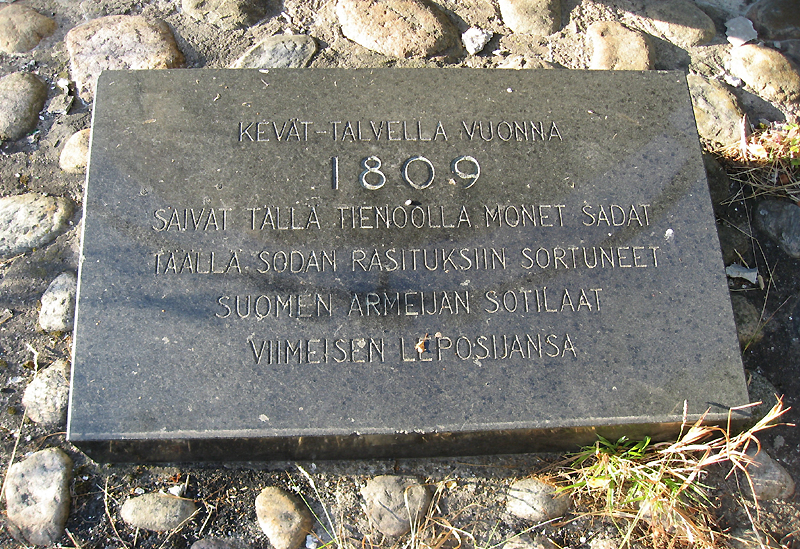 KEVÄT-TALVELLA VUONNA
1809
SAIVAT TÄLLÄ TIENOOLLA MONET SADAT
TÄÄLLÄ SODAN RASITUKSIIN SORTUNEET
SUOMEN ARMEIJAN SOTILAAT
VIIMEISEN LEPOSIJANSA